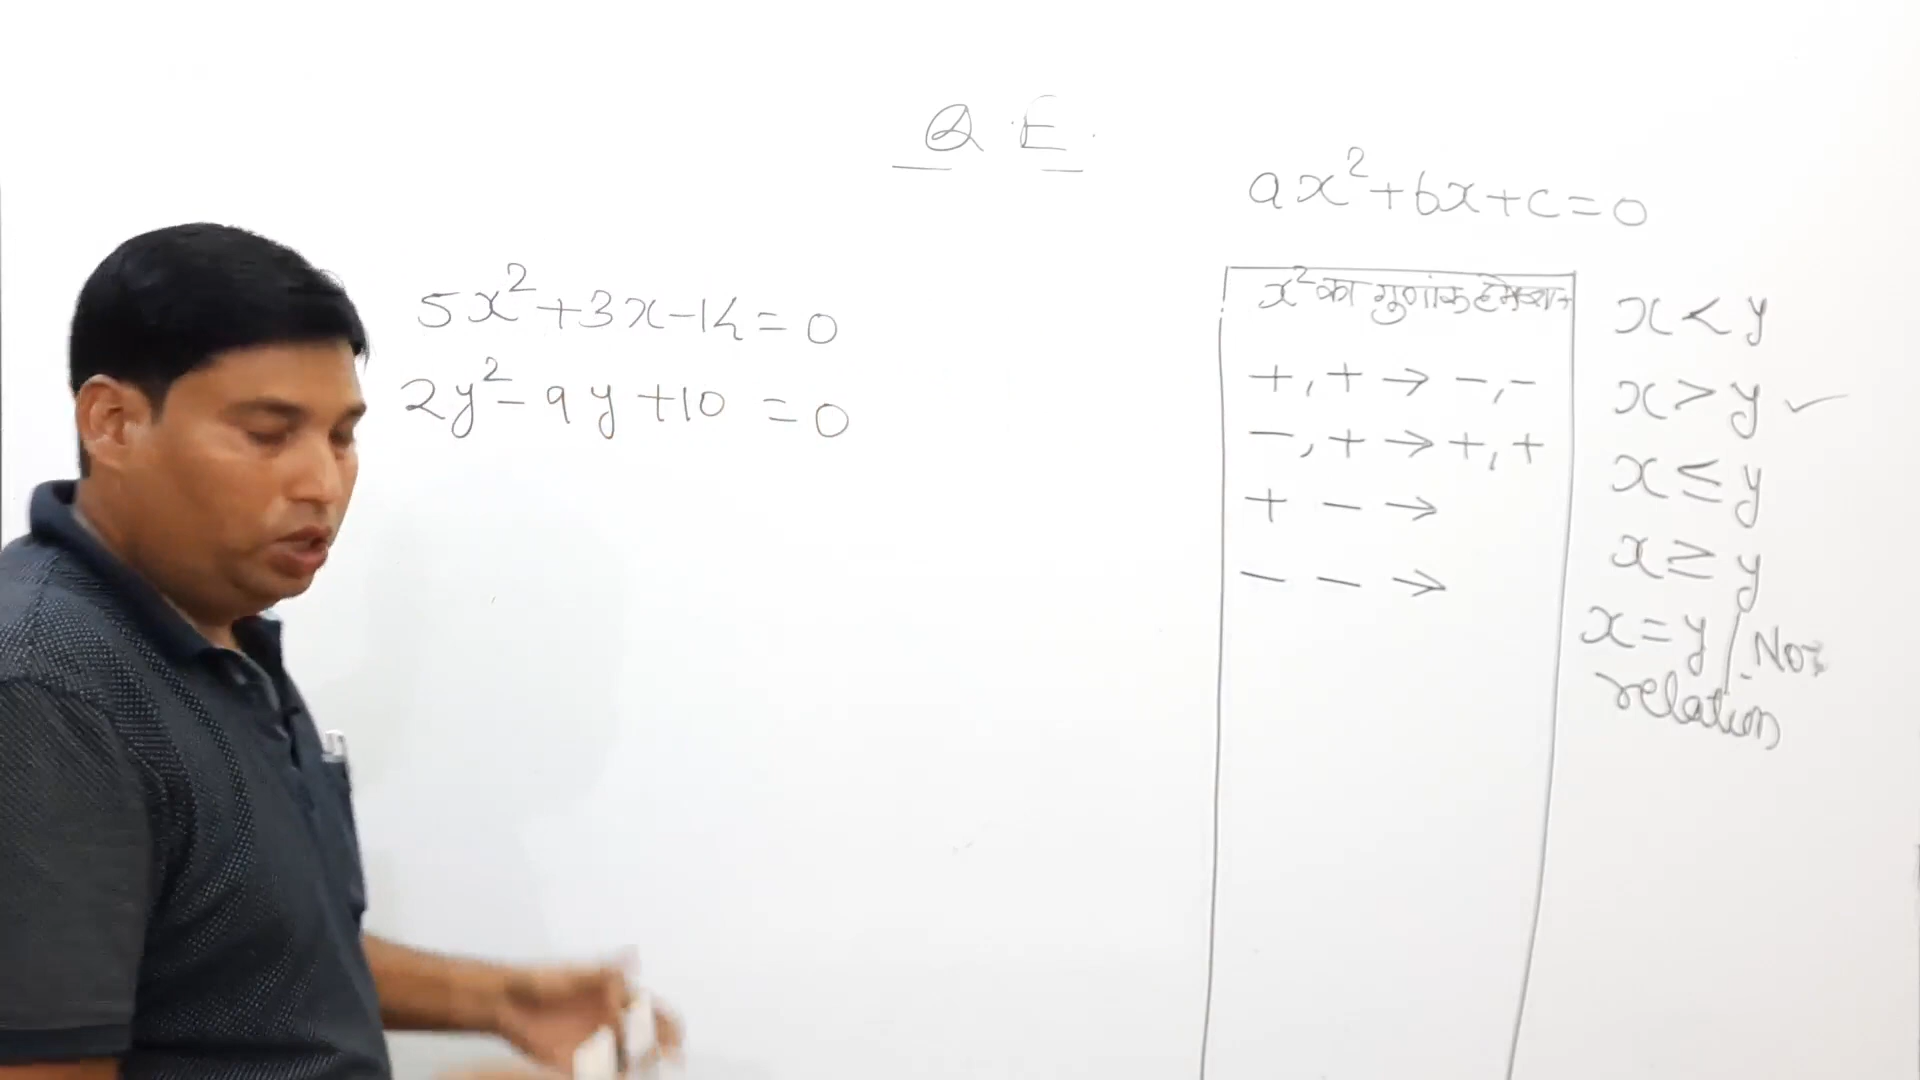 Q.E.
ax²+bx+c=0
5x²+3x-14=0
2y²-9y+10=0
x² का गुणांक हमेशा +
+,+ → -,-
-,+ → +,+
+ - →
- - →
x<y
x>y ✓
x≤y
x≥y
x=y / No
relation